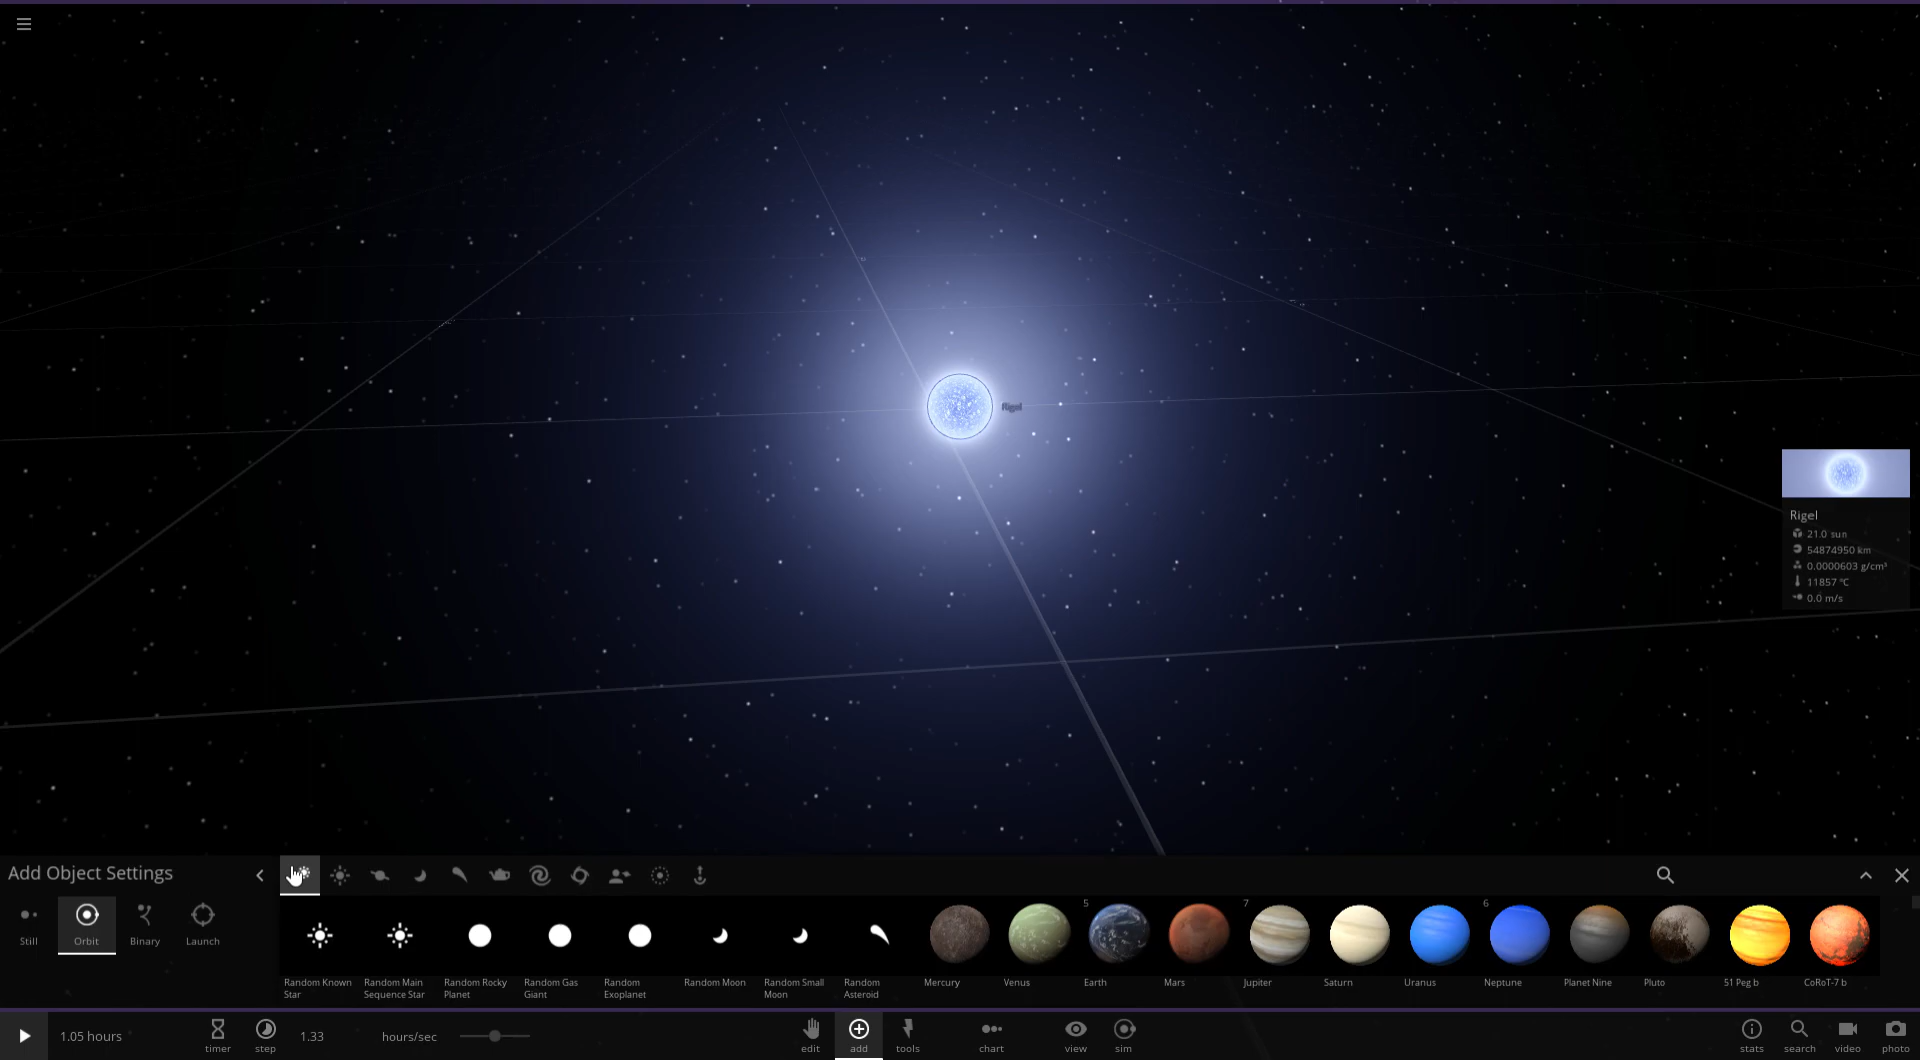 Rigel
Rigel
21.0 sun
54874950 km
0.0000603 g/cm³
11857 °C
0.0 m/s
Add Object Settings
Still
Orbit
Binary
Launch
5
7
6
Random Known
Star
Random Main
Sequence Star
Random Rocky
Planet
Random Gas
Giant
Random
Exoplanet
Random Moon
Random Small
Moon
Random
Asteroid
Mercury
Venus
Earth
Mars
Jupiter
Saturn
Uranus
Neptune
Planet Nine
Pluto
51 Peg b
CoRoT-7 b
1.05 hours
timer
step
1.33
hours/sec
edit
add
tools
chart
view
sim
stats
search
video
photo